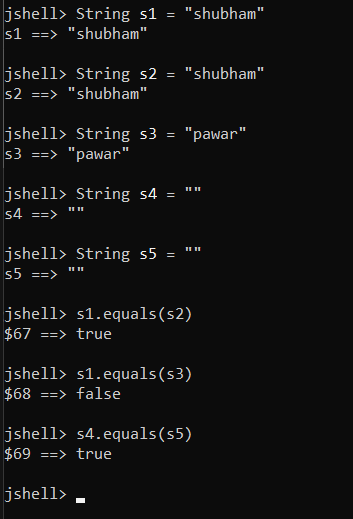 jshell> String s1 = "shubham"
s1 ==> "shubham"
jshell> String s2 = "shubham"
s2 ==> "shubham"
jshell> String s3 = "pawar"
s3 ==> "pawar"
jshell> String s4 = ""
s4 ==> ""
jshell> String s5 = ""
s5 ==> ""
jshell> s1.equals(s2)
$67 ==> true
jshell> s1.equals(s3)
$68 ==> false
jshell> s4.equals(s5)
$69 ==> true
jshell>